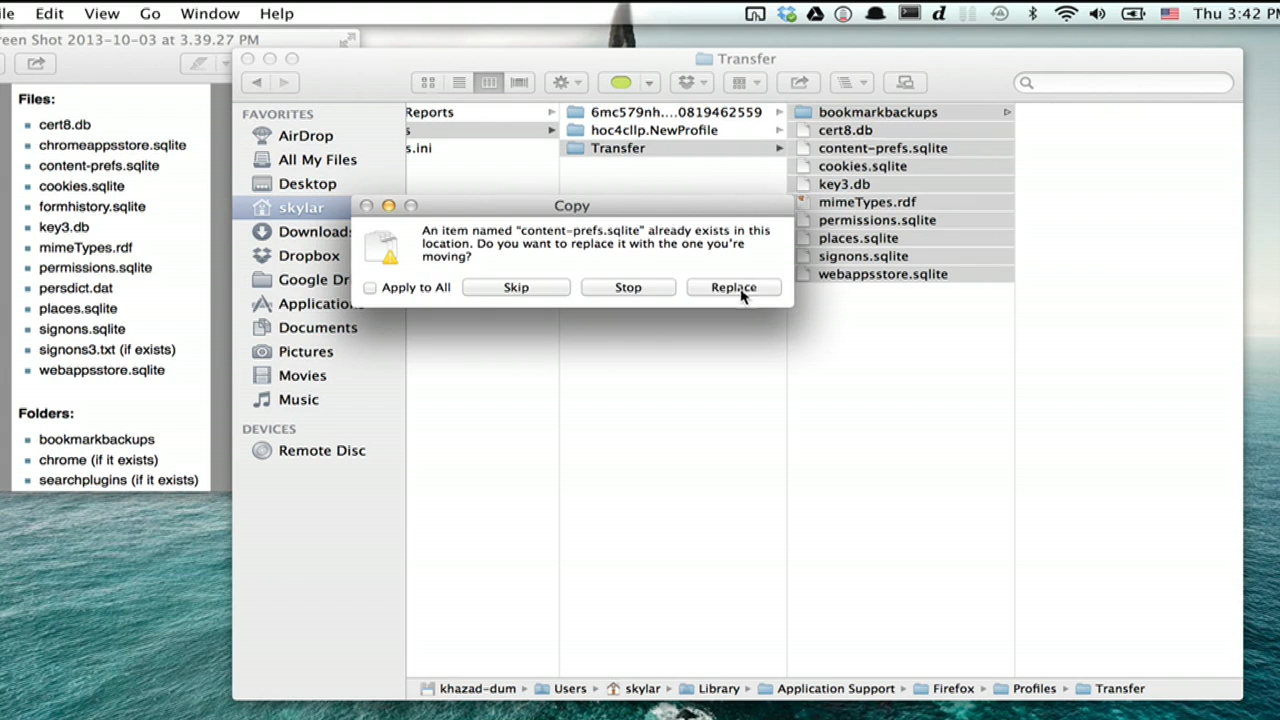 ile Edit View Go Window Help
Thu 3:42 P
reen Shot 2013-10-03 at 3.39.27 PM
Files:
cert8.db
chromeappsstore.sqlite
content-prefs.sqlite
cookies.sqlite
formhistory.sqlite
key3.db
mimeTypes.rdf
permissions.sqlite
persdict.dat
places.sqlite
signons.sqlite
signons3.txt (if exists)
webappsstore.sqlite
Folders:
bookmarkbackups
chrome (if it exists)
searchplugins (if it exists)
Transfer
FAVORITES
AirDrop
All My Files
Desktop
skylar
Downloads
Dropbox
Google Dr
Application
Documents
Pictures
Movies
Music
DEVICES
Remote Disc
Reports
s
s.ini
6mc579nh....0819462559
hoc4cllp.NewProfile
Transfer
bookmarkbackups
cert8.db
content-prefs.sqlite
cookies.sqlite
key3.db
mimeTypes.rdf
permissions.sqlite
places.sqlite
signons.sqlite
webappsstore.sqlite
Copy
An item named "content-prefs.sqlite" already exists in this
location. Do you want to replace it with the one you're
moving?
Apply to All Skip Stop Replace
khazad-dum Users skylar Library Application Support Firefox Profiles Transfer